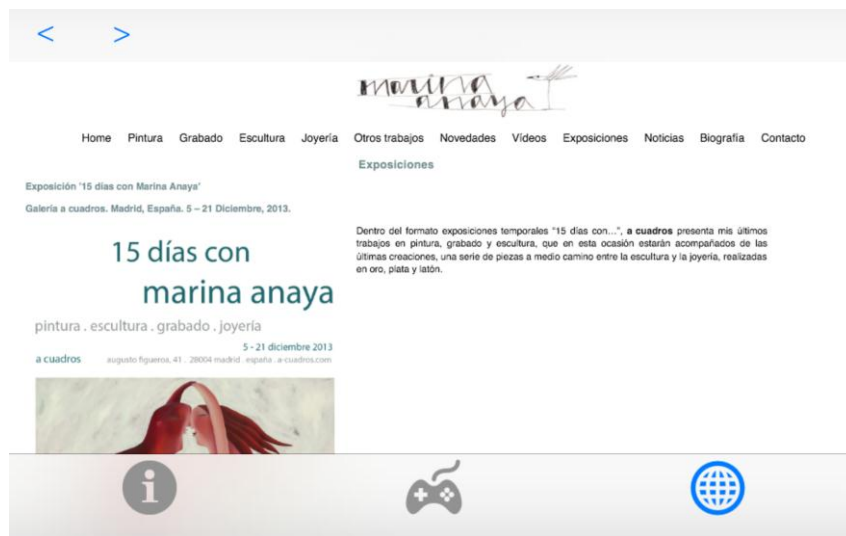 < >
marina
anaya
Home Pintura Grabado Escultura Joyería Otros trabajos Novedades Vídeos Exposiciones Noticias Biografía Contacto
Exposiciones
Exposición '15 días con Marina Anaya'
Galería a cuadros. Madrid, España. 5 – 21 Diciembre, 2013.
15 días con
marina anaya
pintura . escultura . grabado . joyería
5 - 21 diciembre 2013
a cuadros augusto figueroa, 41 . 28004 madrid . españa . a-cuadros.com
Dentro del formato exposiciones temporales "15 días con...", a cuadros presenta mis últimos
trabajos en pintura, grabado y escultura, que en esta ocasión estarán acompañados de las
últimas creaciones, una serie de piezas a medio camino entre la escultura y la joyería, realizadas
en oro, plata y latón.
i